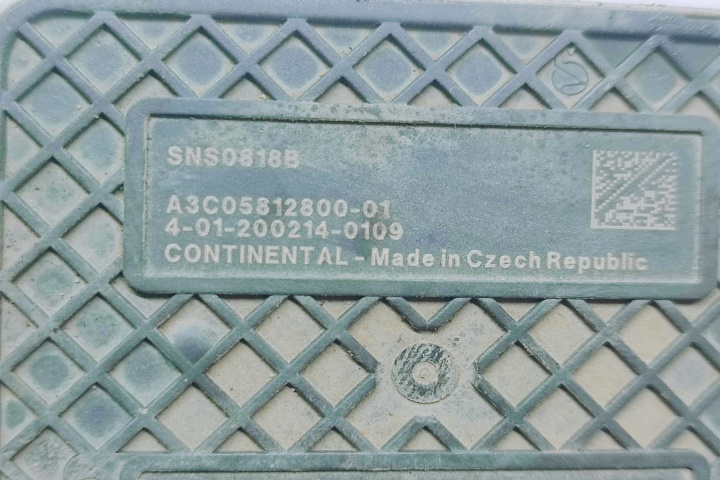 SNS0818B
A3C05812800-01
4-01-200214-0109
CONTINENTAL - Made in Czech Republic